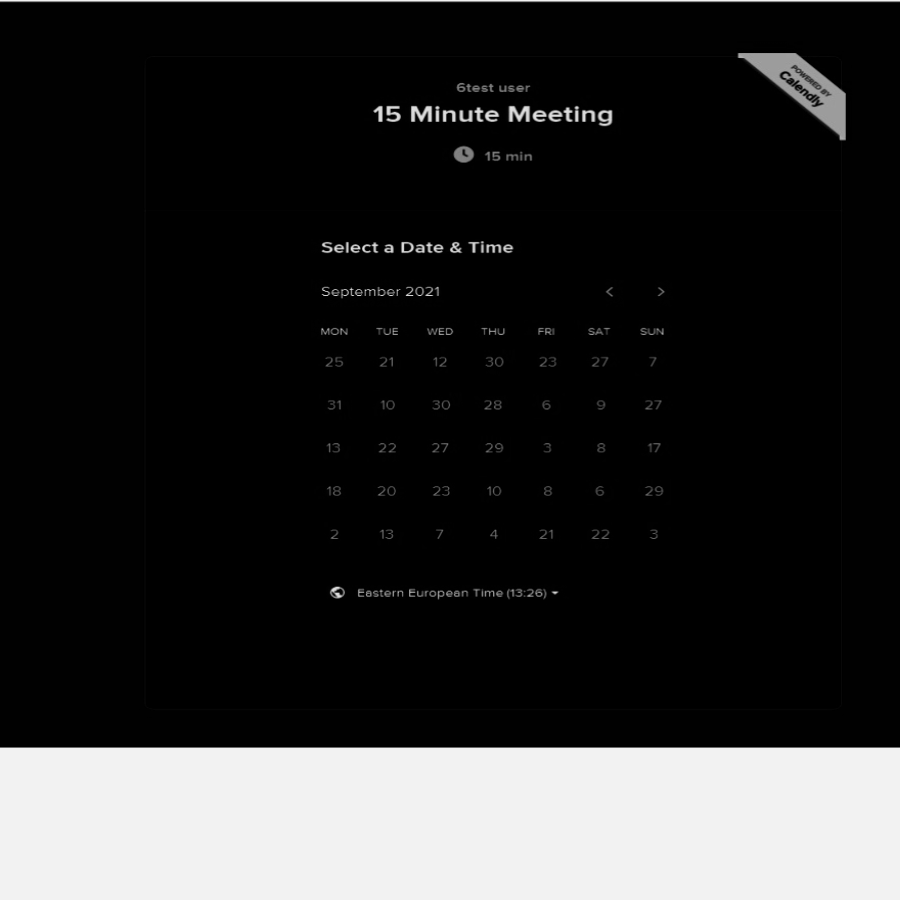 POWERED BY
Calendly
6test user
15 Minute Meeting
15 min
Select a Date & Time
September 2021
MON TUE WED THU FRI SAT SUN
25 21 12 30 23 27 7
31 10 30 28 6 9 27
13 22 27 29 3 8 17
18 20 23 10 8 6 29
2 13 7 4 21 22 3
Eastern European Time (13:26)